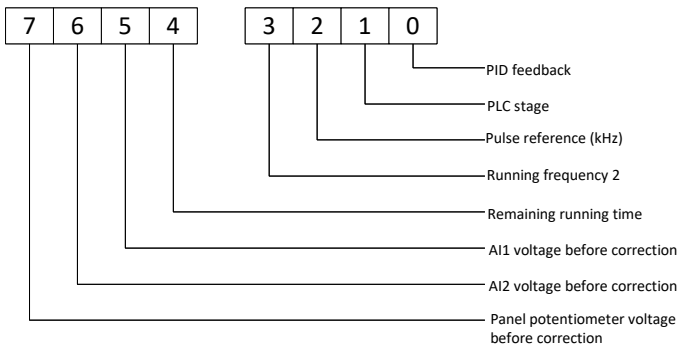 7 6 5 4 3 2 1 0
PID feedback
PLC stage
Pulse reference (kHz)
Running frequency 2
Remaining running time
AI1 voltage before correction
AI2 voltage before correction
Panel potentiometer voltage
before correction